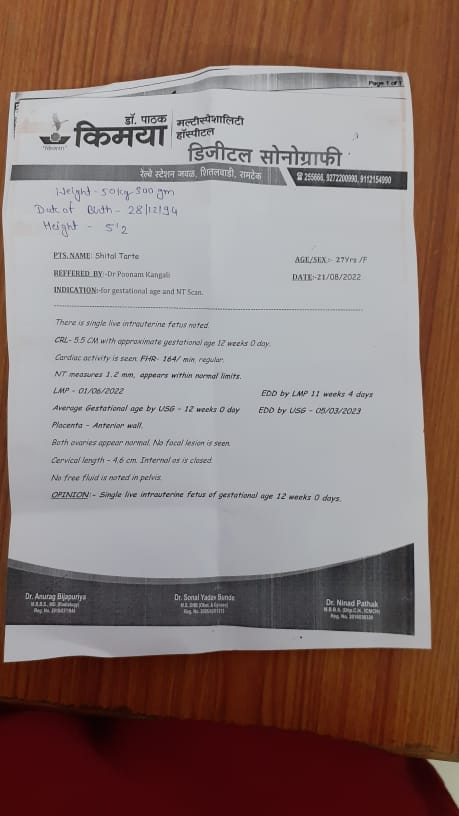 Page 1 of 1
डॉ. पाठक
किमया
मल्टीस्पेशालिटी
हॉस्पीटल
डिजीटल सोनोग्राफी
रेल्वे स्टेशन जवळ, शितलवाडी, रामटेक
☎ 255666, 9272200990, 9112154990
Height - 50 kg 500 gm
Date of Birth - 28/12/94
Height - 5'2
PTS. NAME: Shital Tarte
AGE/SEX:- 27Yrs /F
REFFERED BY:-Dr Poonam Kangali
DATE:-21/08/2022
INDICATION:-for gestational age and NT Scan.
There is single live intrauterine fetus noted.
CRL- 5.5 CM with approximate gestational age 12 weeks 0 day.
Cardiac activity is seen. FHR- 164/ min, regular.
NT measures 1.2 mm, appears within normal limits.
LMP - 01/06/2022
EDD by LMP 11 weeks 4 days
Average Gestational age by USG - 12 weeks 0 day
EDD by USG - 05/03/2023
Placenta - Anterior wall.
Both ovaries appear normal. No focal lesion is seen.
Cervical length - 4.6 cm. Internal os is closed.
No free fluid is noted in pelvis.
OPINION:- Single live intrauterine fetus of gestational age 12 weeks 0 days.
Dr. Anurag Bijapuriya
M.B.B.S., MD (Radiology)
Dr. Sonal Yadav Bunde
Dr. Ninad Pathak